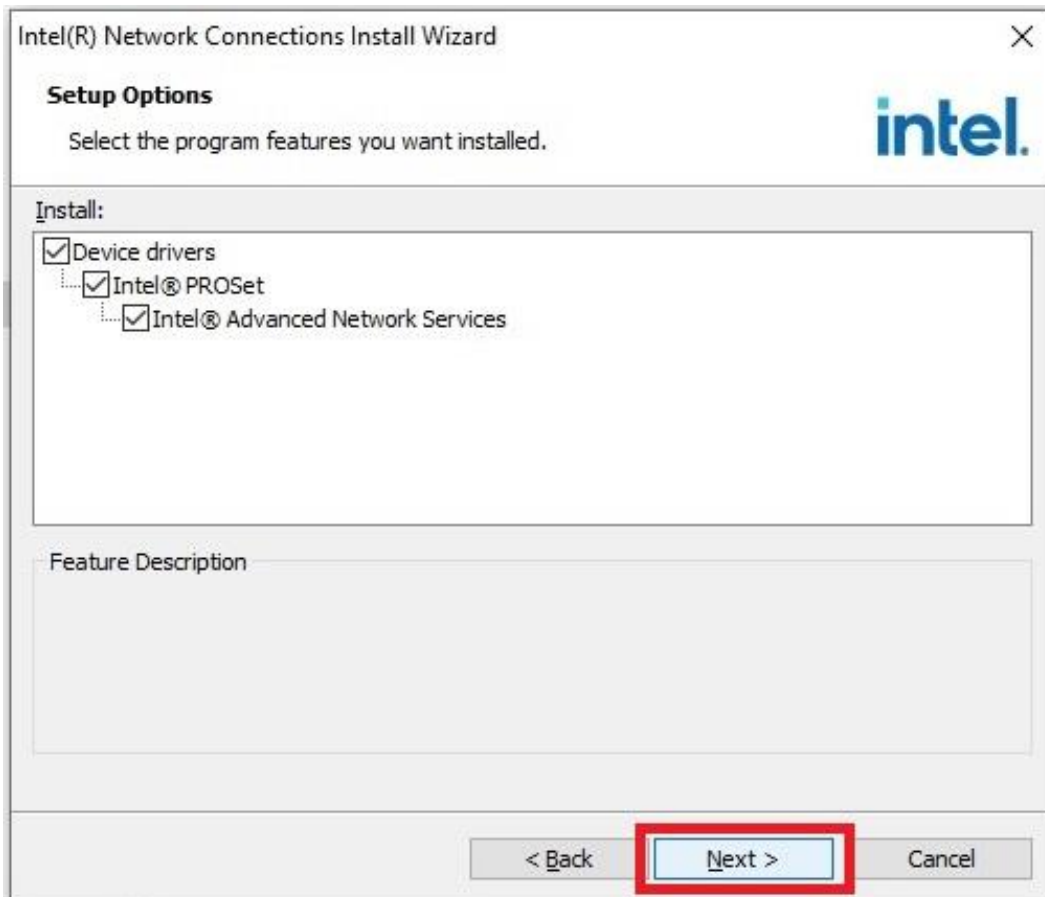 Intel(R) Network Connections Install Wizard
Setup Options
Select the program features you want installed.
intel.
Install:
Device drivers
Intel® PROSet
Intel® Advanced Network Services
Feature Description
< Back
Next >
Cancel